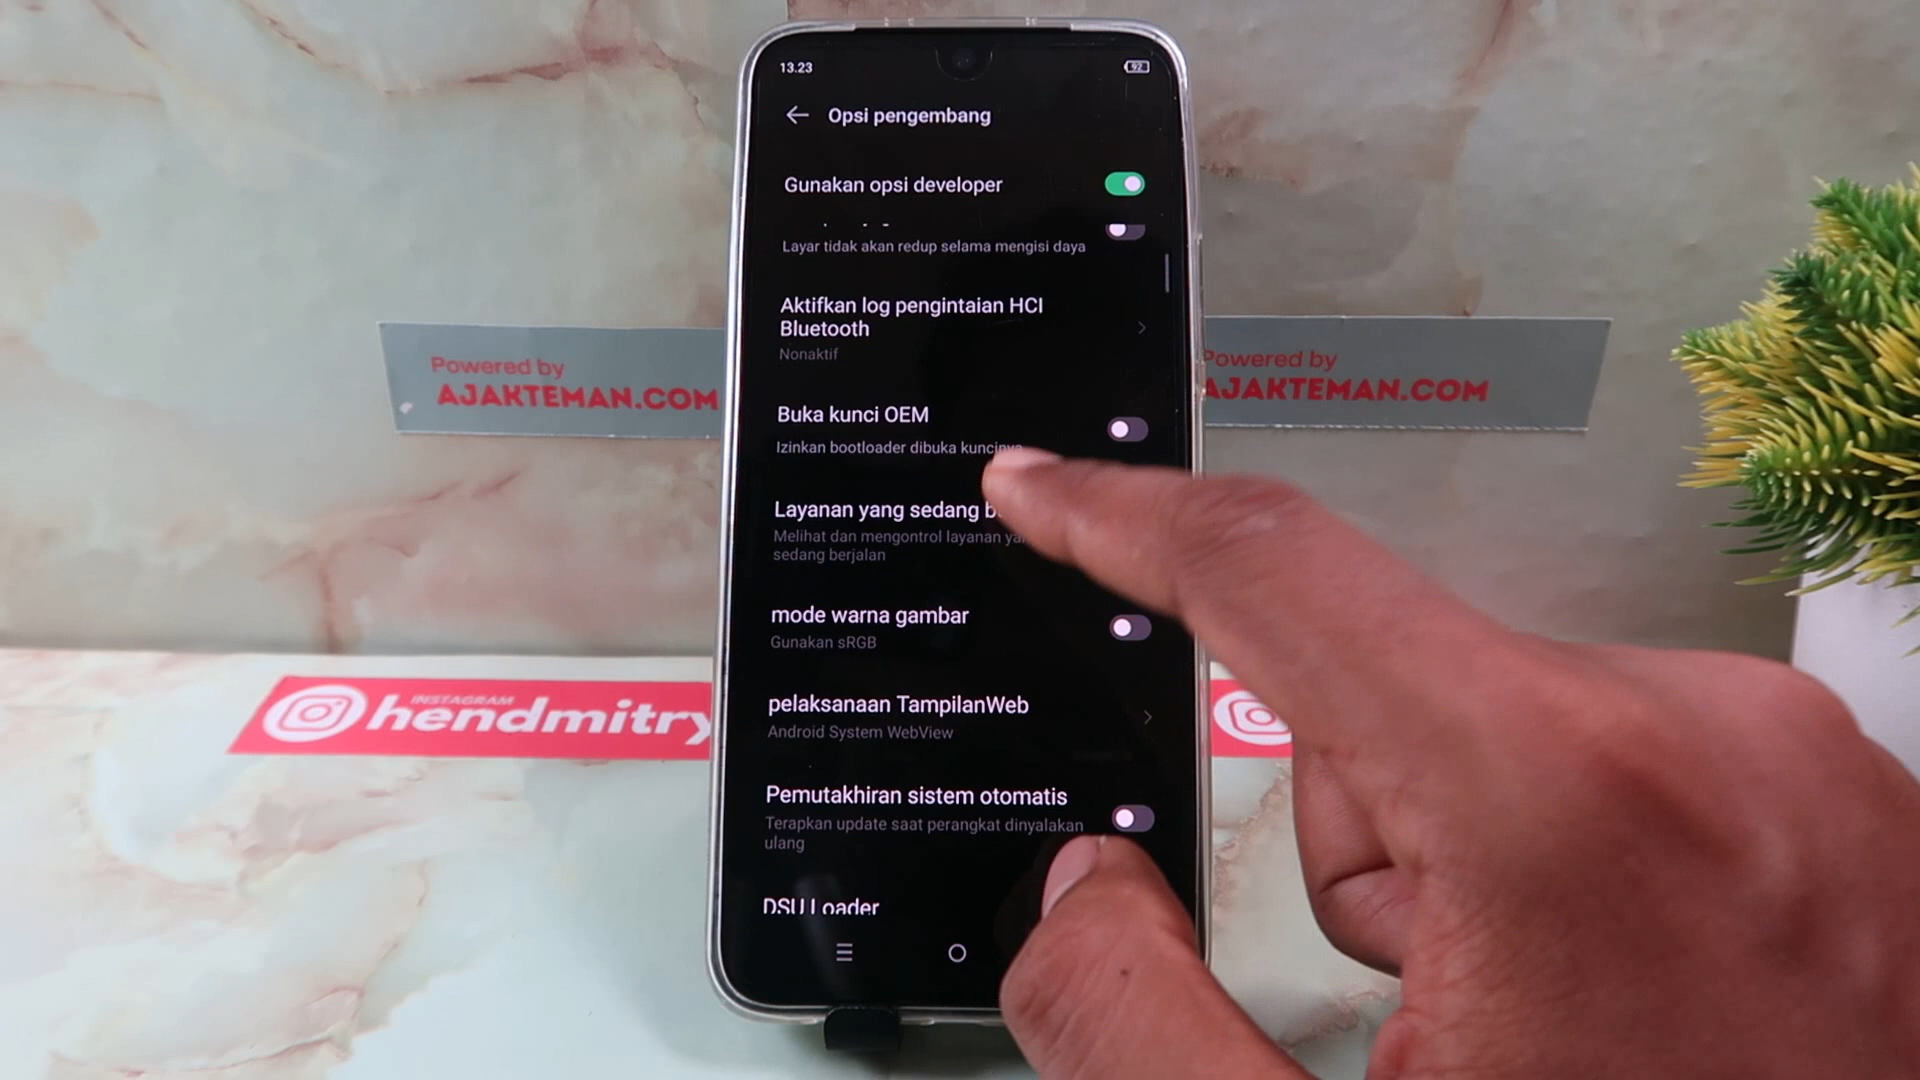 13.23
92
Opsi pengembang
Gunakan opsi developer
Layar tidak akan redup selama mengisi daya
Aktifkan log pengintaian HCI
Bluetooth
Nonaktif
Powered by
AJAKTEMAN.COM
Powered by
AJAKTEMAN.COM
Buka kunci OEM
Izinkan bootloader dibuka kuncinya
Layanan yang sedang
Melihat dan mengontrol layanan
sedang berjalan
mode warna gambar
Gunakan sRGB
INSTAGRAM
hendmitry
pelaksanaan TampilanWeb
Android System WebView
Pemutakhiran sistem otomatis
Terapkan update saat perangkat dinyalakan
ulang
DSU Loader